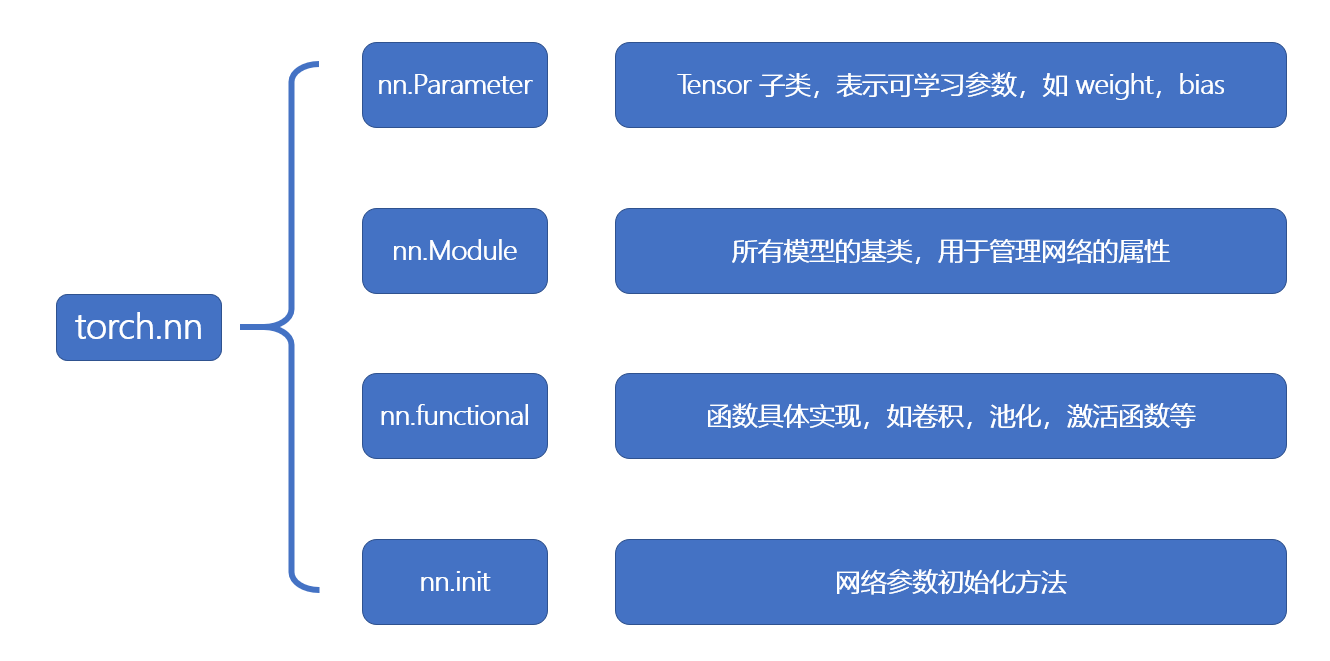 torch.nn
nn.Parameter
Tensor 子类，表示可学习参数，如 weight，bias
nn.Module
所有模型的基类，用于管理网络的属性
nn.functional
函数具体实现，如卷积，池化，激活函数等
nn.init
网络参数初始化方法